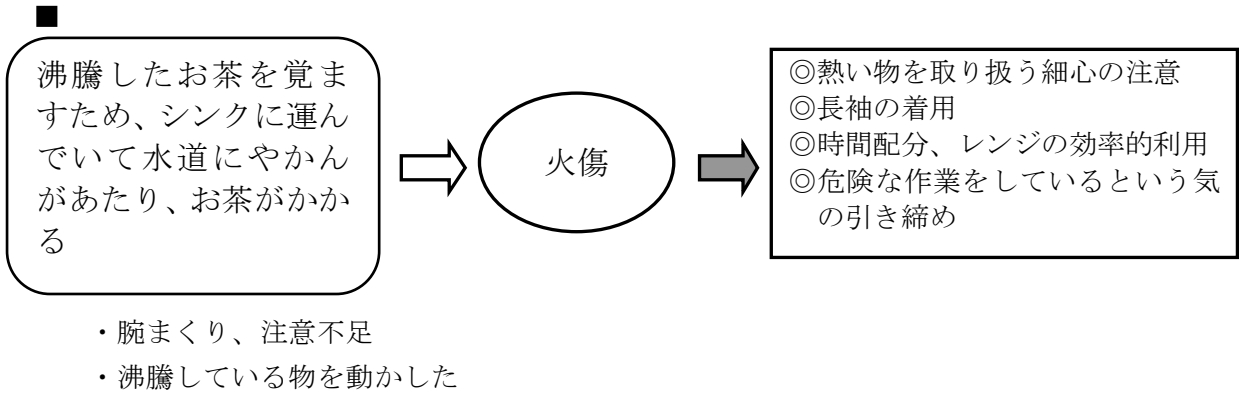 ■
沸騰したお茶を覚ま
すため、シンクに運ん
でいて水道にやかん
があたり、お茶がかか
る
火傷
◎熱い物を取り扱う細心の注意
◎長袖の着用
◎時間配分、レンジの効率的利用
◎危険な作業をしているという気
の引き締め
・腕まくり、注意不足
・沸騰している物を動かした